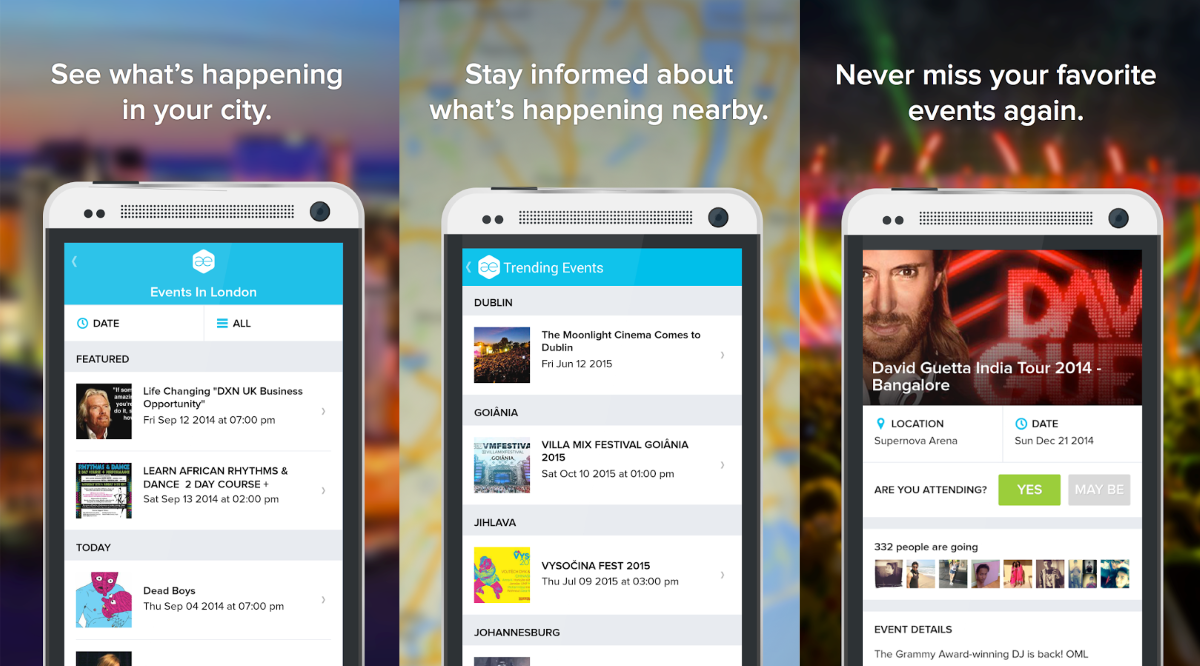 See what's happening
in your city.
æ
Events In London
DATE
ALL
FEATURED
Life Changing "DXN UK Business
Opportunity"
Fri Sep 12 2014 at 07:00 pm
LEARN AFRICAN RHYTHMS &
DANCE 2 DAY COURSE +
Sat Sep 13 2014 at 02:00 pm
RHYTHMS & DANCE
TODAY
Dead Boys
Thu Sep 04 2014 at 07:00 pm
Stay informed about
what's happening nearby.
æ Trending Events
DUBLIN
The Moonlight Cinema Comes to
Dublin
Fri Jun 12 2015
GOIÂNIA
VILLA MIX FESTIVAL GOIÂNIA
2015
Sat Oct 10 2015 at 01:00 pm
JIHLAVA
VYSOČINA FEST 2015
Thu Jul 09 2015 at 03:00 pm
JOHANNESBURG
Never miss your favorite
events again.
DAV
GUE
David Guetta India Tour 2014 -
Bangalore
LOCATION
Supernova Arena
DATE
Sun Dec 21 2014
ARE YOU ATTENDING?
YES
MAY BE
332 people are going
EVENT DETAILS
The Grammy Award-winning DJ is back! OML